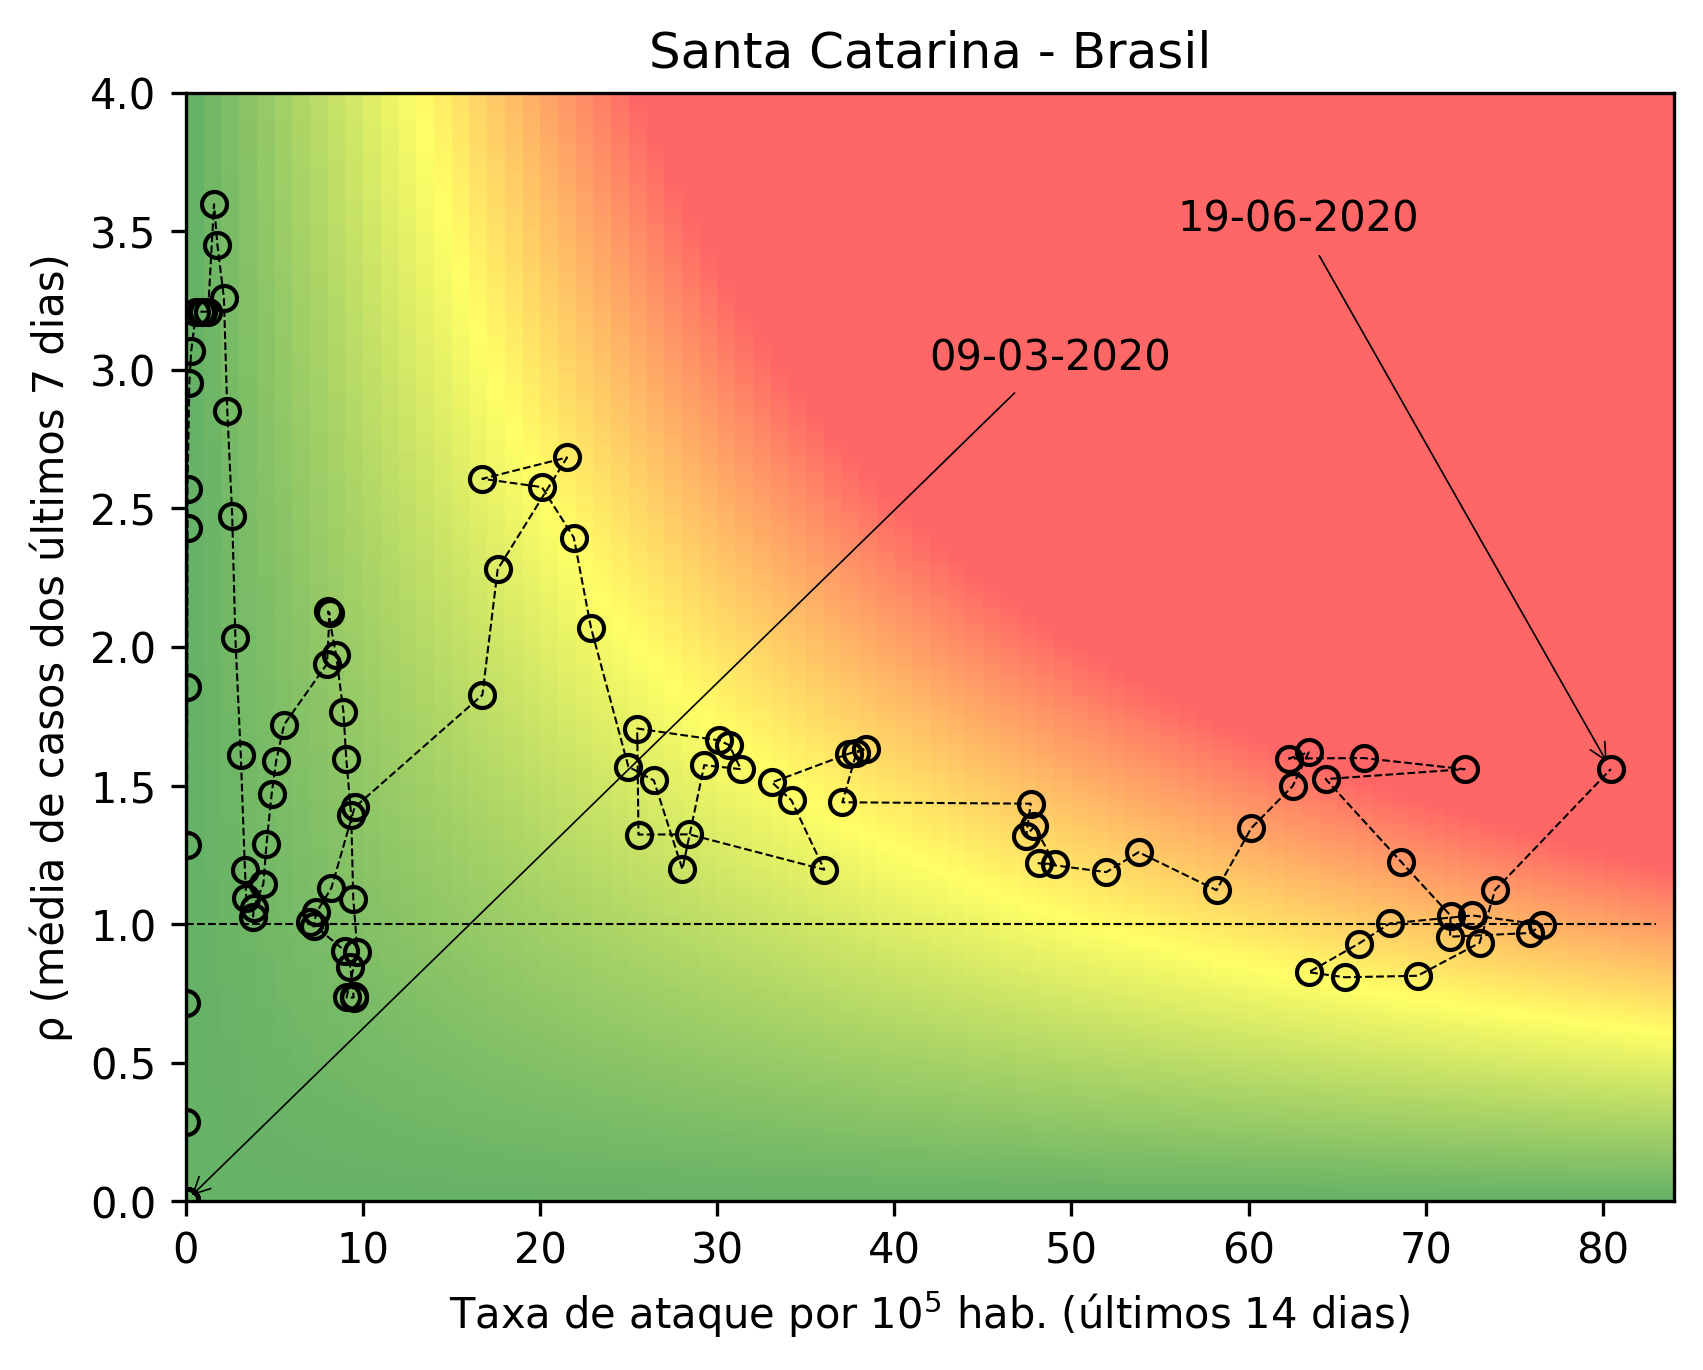 Santa Catarina - Brasil
4.0
3.5
3.0
2.5
2.0
1.5
1.0
0.5
0.0
ρ (média de casos dos últimos 7 dias)
19-06-2020
09-03-2020
0 10 20 30 40 50 60 70 80
Taxa de ataque por 10⁵ hab. (últimos 14 dias)